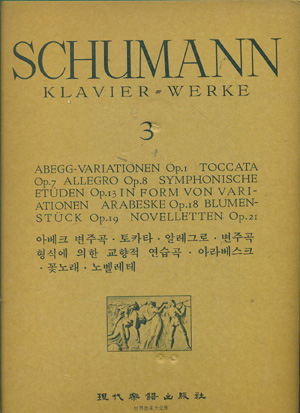 SCHUMANN
KLAVIER-WERKE
3
ABEGG-VARIATIONEN Op.1 TOCCATA
Op.7 ALLEGRO Op.8 SYMPHONISCHE
ETÜDEN Op.13 IN FORM VON VARI-
ATIONEN ARABESKE Op.18 BLUMEN-
STÜCK Op.19 NOVELLETTEN Op.21
아베크 변주곡 · 토카타 · 알레그로 · 변주곡
형식에 의한 교향적 연습곡 · 아라베스크
· 꽃노래 · 노벨레테
現代樂譜出版社